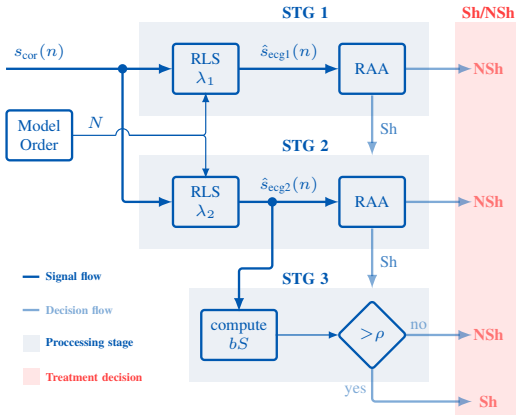 STG 1
Sh/NSh
s_cor(n)
RLS
λ₁
ŝ_ecg1(n)
RAA
NSh
Model
Order
N
Sh
STG 2
RLS
λ₂
ŝ_ecg2(n)
RAA
NSh
Sh
STG 3
Signal flow
Decision flow
Proccessing stage
Treatment decision
compute
bS
>ρ
no
NSh
yes
Sh